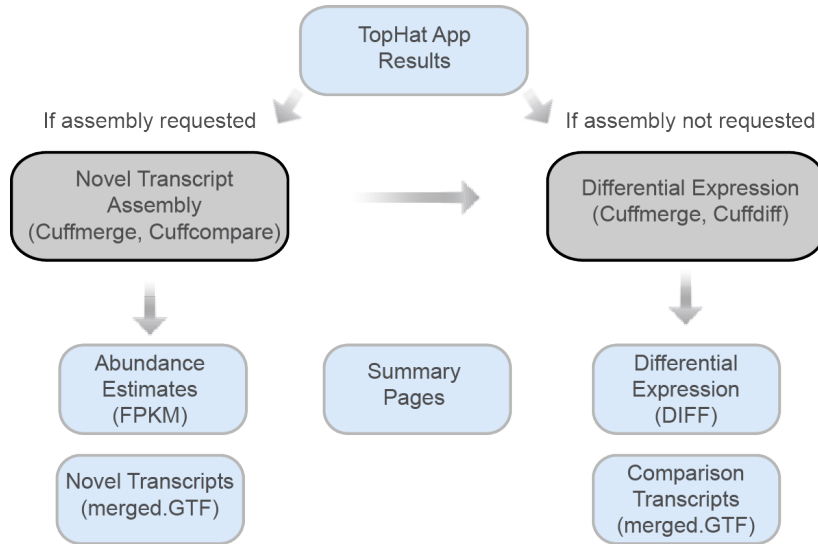 TopHat App
Results
If assembly requested
If assembly not requested
Novel Transcript
Assembly
(Cuffmerge, Cuffcompare)
Differential Expression
(Cuffmerge, Cuffdiff)
Abundance
Estimates
(FPKM)
Summary
Pages
Differential
Expression
(DIFF)
Novel Transcripts
(merged.GTF)
Comparison
Transcripts
(merged.GTF)